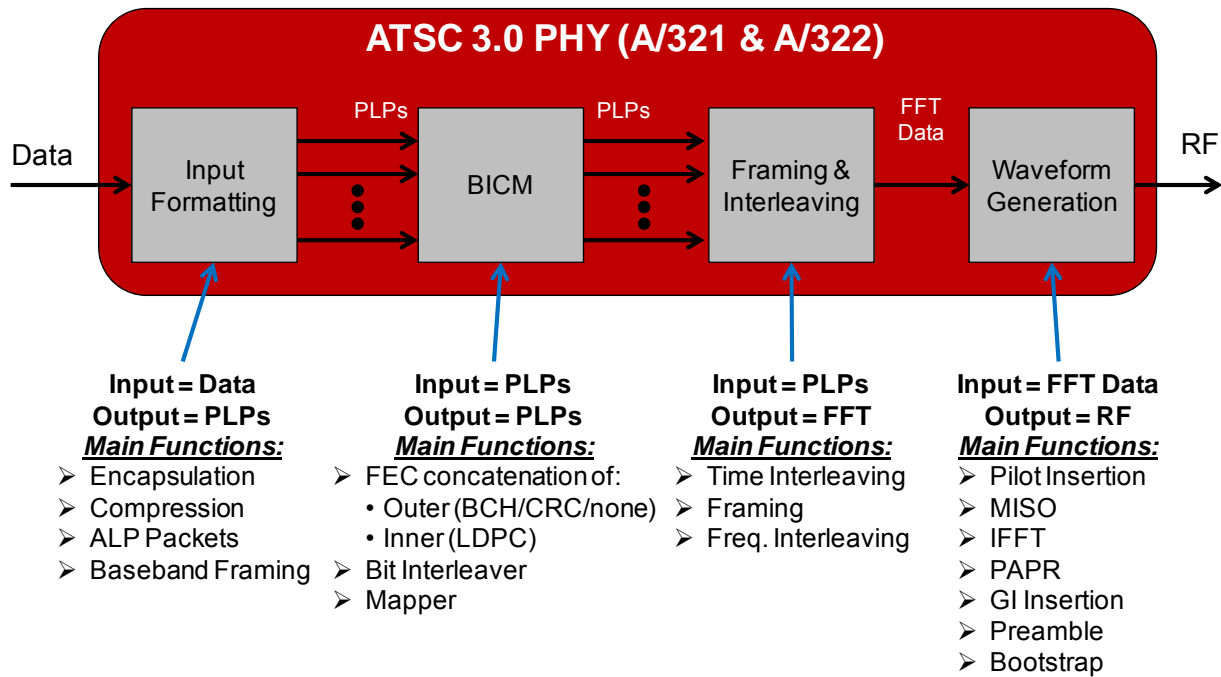 ATSC 3.0 PHY (A/321 & A/322)
Data
Input
Formatting
PLPs
BICM
PLPs
Framing &
Interleaving
FFT
Data
Waveform
Generation
RF
Input = Data
Output = PLPs
Main Functions:
➢ Encapsulation
➢ Compression
➢ ALP Packets
➢ Baseband Framing
Input = PLPs
Output = PLPs
Main Functions:
➢ FEC concatenation of:
• Outer (BCH/CRC/none)
• Inner (LDPC)
➢ Bit Interleaver
➢ Mapper
Input = PLPs
Output = FFT
Main Functions:
➢ Time Interleaving
➢ Framing
➢ Freq. Interleaving
Input = FFT Data
Output = RF
Main Functions:
➢ Pilot Insertion
➢ MISO
➢ IFFT
➢ PAPR
➢ GI Insertion
➢ Preamble
➢ Bootstrap